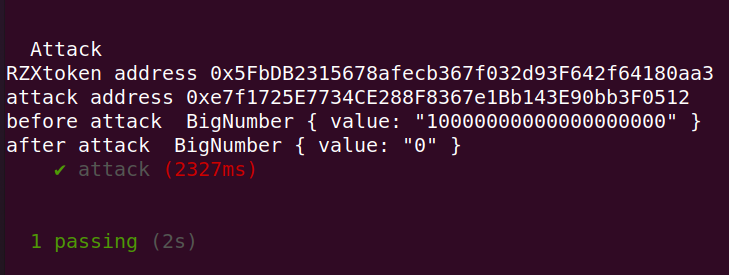 Attack
RZXtoken address 0x5FbDB2315678afecb367f032d93F642f64180aa3
attack address 0xe7f1725E7734CE288F8367e1Bb143E90bb3F0512
before attack  BigNumber { value: "10000000000000000000" }
after attack  BigNumber { value: "0" }
✔ attack (2327ms)
1 passing (2s)